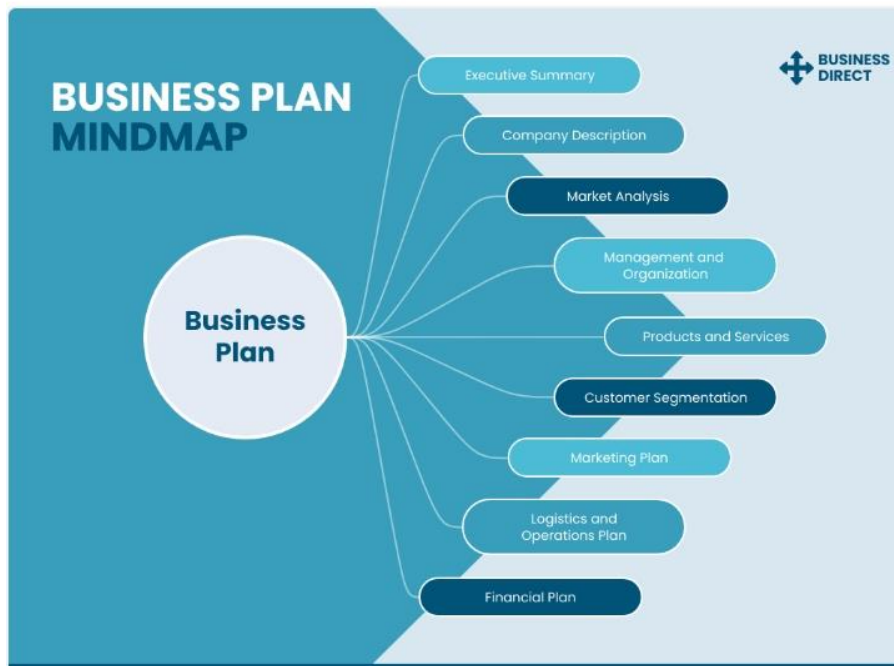 BUSINESS PLAN
MINDMAP
BUSINESS
DIRECT
Business
Plan
Executive Summary
Company Description
Market Analysis
Management and
Organization
Products and Services
Customer Segmentation
Marketing Plan
Logistics and
Operations Plan
Financial Plan